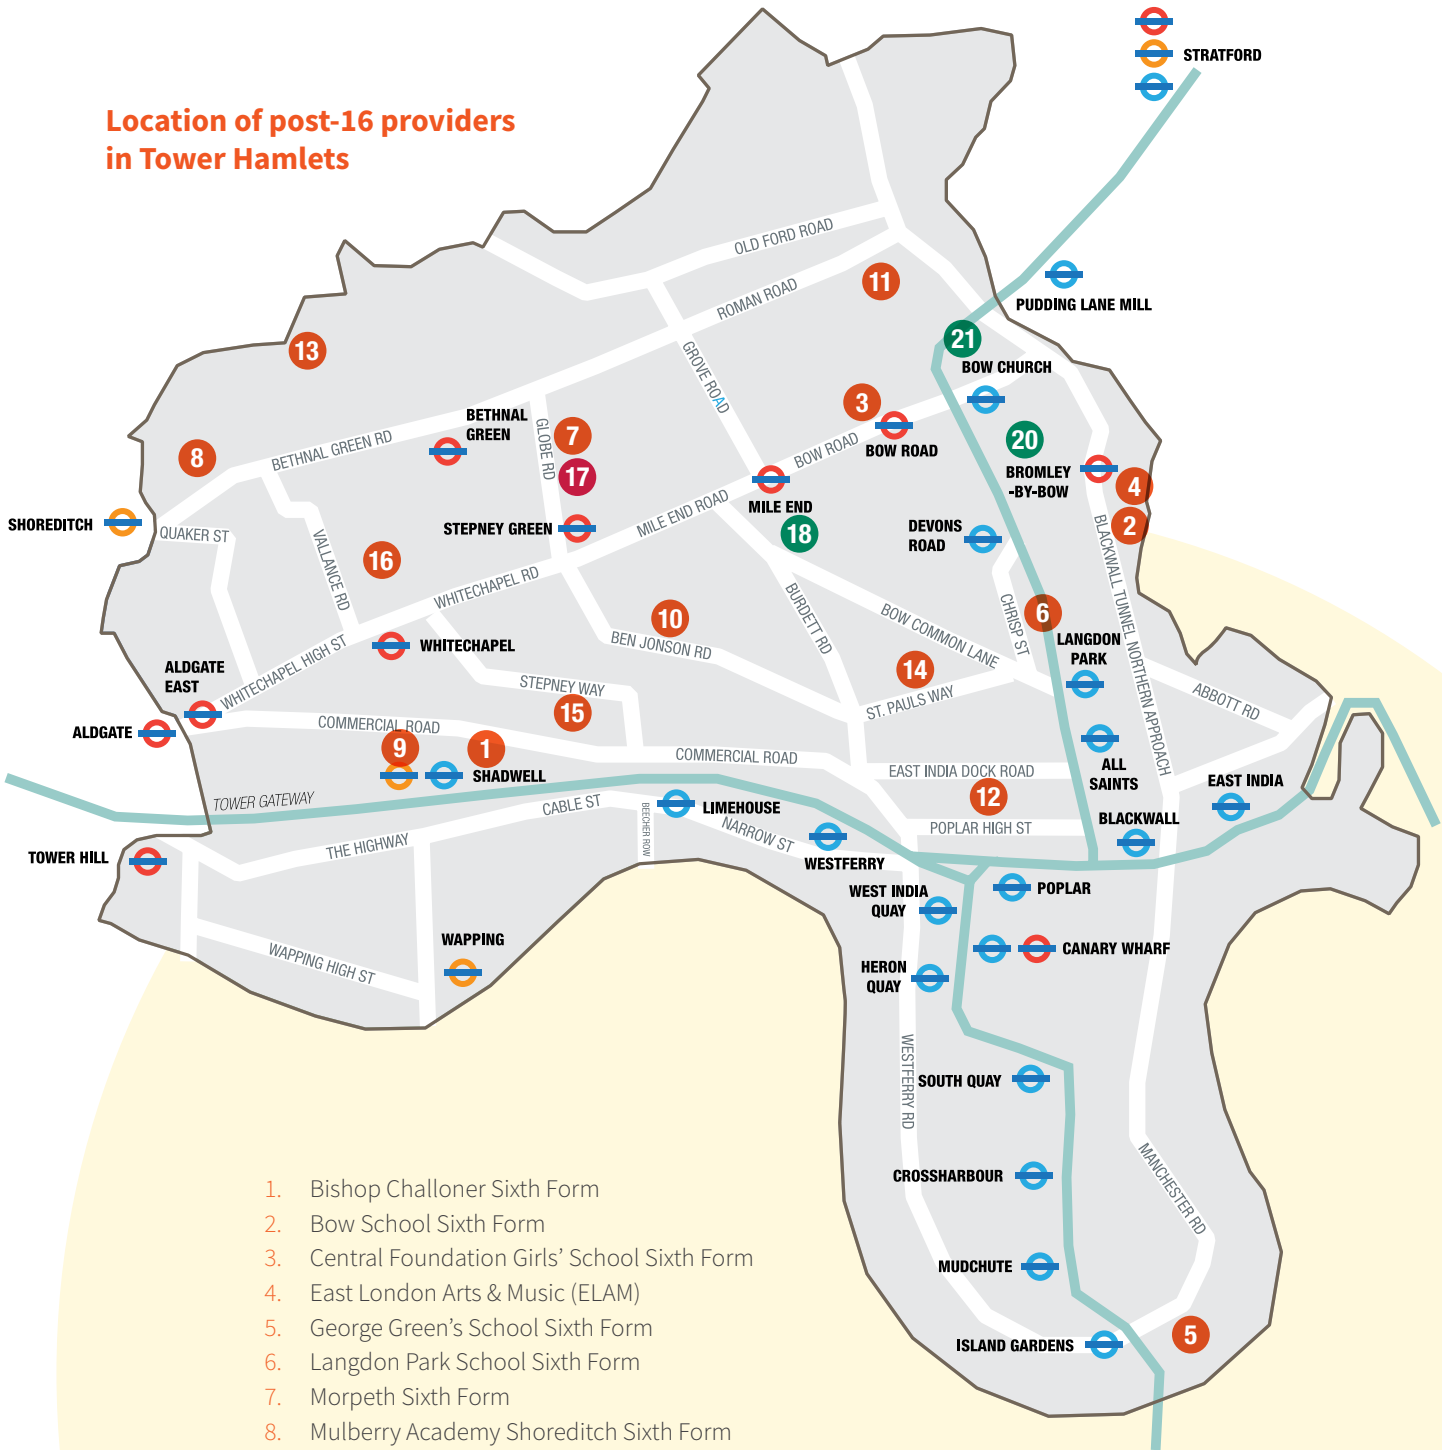 Location of post-16 providers
in Tower Hamlets
STRATFORD
PUDDING LANE MILL
OLD FORD ROAD
ROMAN ROAD
11
13
21
BOW CHURCH
GROVE ROAD
3
BOW ROAD
BOW ROAD
BETHNAL
GREEN
GLOBE RD
7
17
BETHNAL GREEN RD
8
20
BROMLEY
-BY-BOW
4
2
SHOREDITCH
QUAKER ST
VALLANCE RD
16
STEPNEY GREEN
MILE END ROAD
MILE END
18
DEVONS
ROAD
BLACKWALL TUNNEL NORTHERN APPROACH
WHITECHAPEL RD
BURDETT RD
BOW COMMON LANE
CHRISP ST
6
LANGDON
PARK
10
BEN JONSON RD
WHITECHAPEL
WHITECHAPEL HIGH ST
ALDGATE
EAST
ALDGATE
STEPNEY WAY
15
14
ST. PAULS WAY
ABBOTT RD
COMMERCIAL ROAD
9
1
SHADWELL
COMMERCIAL ROAD
EAST INDIA DOCK ROAD
12
ALL
SAINTS
EAST INDIA
TOWER GATEWAY
CABLE ST
BEECHER ROW
LIMEHOUSE
NARROW ST
WESTFERRY
POPLAR HIGH ST
BLACKWALL
TOWER HILL
THE HIGHWAY
WEST INDIA
QUAY
POPLAR
WAPPING
WAPPING HIGH ST
CANARY WHARF
HERON
QUAY
WESTFERRY RD
SOUTH QUAY
CROSSHARBOUR
MANCHESTER RD
MUDCHUTE
ISLAND GARDENS
5
1. Bishop Challoner Sixth Form
2. Bow School Sixth Form
3. Central Foundation Girls’ School Sixth Form
4. East London Arts & Music (ELAM)
5. George Green’s School Sixth Form
6. Langdon Park School Sixth Form
7. Morpeth Sixth Form
8. Mulberry Academy Shoreditch Sixth Form